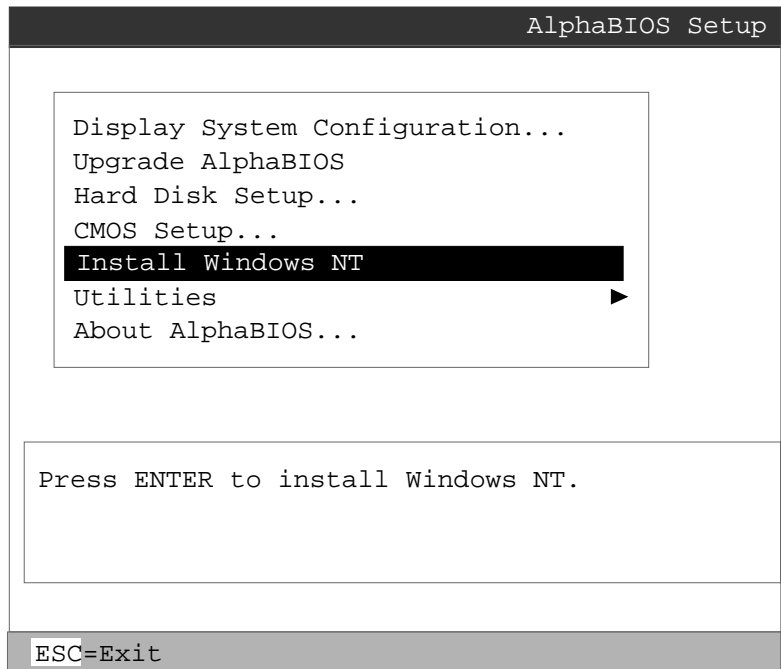 AlphaBIOS Setup
Display System Configuration...
Upgrade AlphaBIOS
Hard Disk Setup...
CMOS Setup...
Install Windows NT
Utilities
About AlphaBIOS...
Press ENTER to install Windows NT.
ESC=Exit